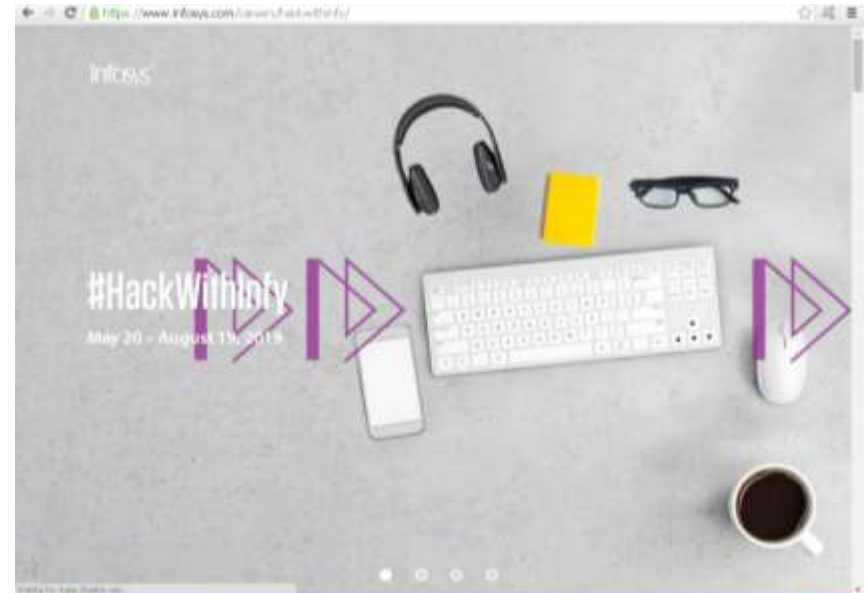 https://www.infosys.com/careers/hackwithinfy/
Infosys
#HackWithInfy
May 20 – August 19, 2019